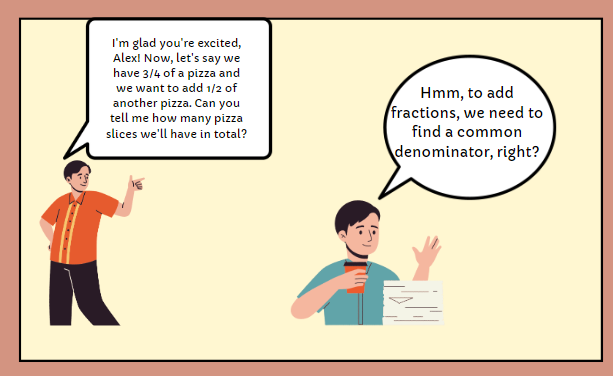 I'm glad you're excited,
Alex! Now, let's say we
have 3/4 of a pizza and
we want to add 1/2 of
another pizza. Can you
tell me how many pizza
slices we'll have in total?
Hmm, to add
fractions, we need to
find a common
denominator, right?